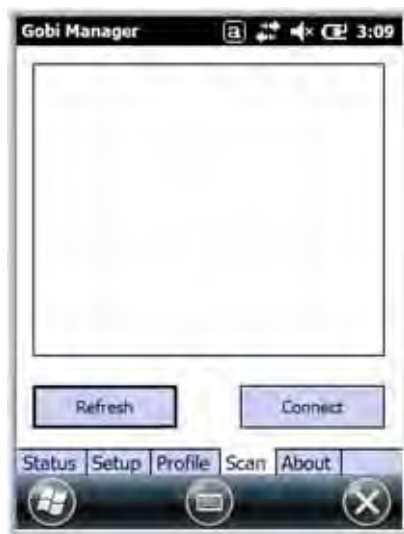 Gobi Manager a 3:09
Refresh Connect
Status Setup Profile Scan About